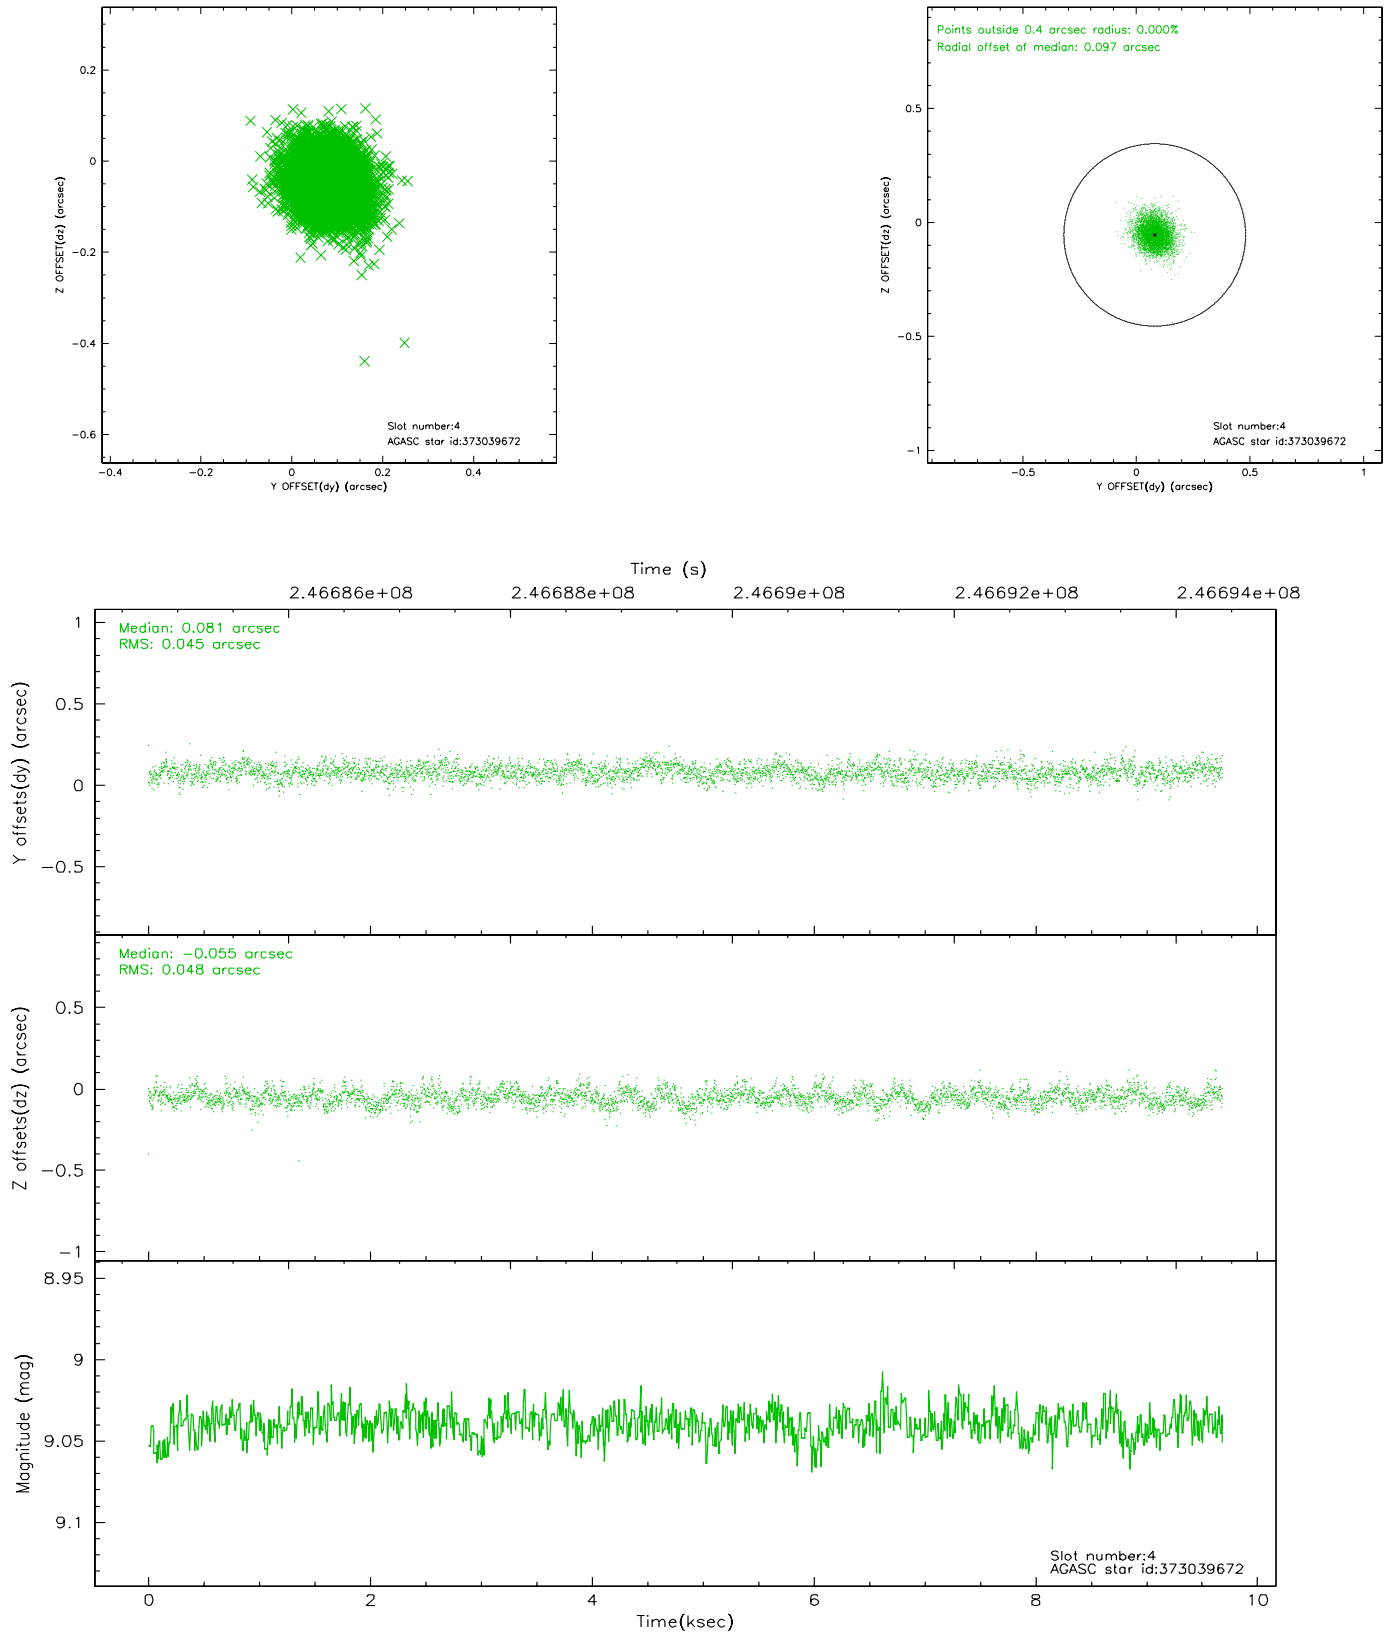 0.2
0
−0.2
−0.4
−0.6
Z OFFSET(dz) (arcsec)
Slot number:4
AGASC star id:373039672
−0.4 −0.2 0 0.2 0.4
Y OFFSET(dy) (arcsec)
Points outside 0.4 arcsec radius: 0.000%
Radial offset of median: 0.097 arcsec
0.5
0
−0.5
−1
Z OFFSET(dz) (arcsec)
Slot number:4
AGASC star id:373039672
−0.5 0 0.5 1
Y OFFSET(dy) (arcsec)
Time (s)
2.46686e+08 2.46688e+08 2.4669e+08 2.46692e+08 2.46694e+08
Median: 0.081 arcsec
RMS: 0.045 arcsec
1
0.5
0
−0.5
Y offsets(dy) (arcsec)
Median: −0.055 arcsec
RMS: 0.048 arcsec
0.5
0
−0.5
−1
Z offsets(dz) (arcsec)
8.95
9
9.05
9.1
Magnitude (mag)
Slot number:4
AGASC star id:373039672
0 2 4 6 8 10
Time(ksec)